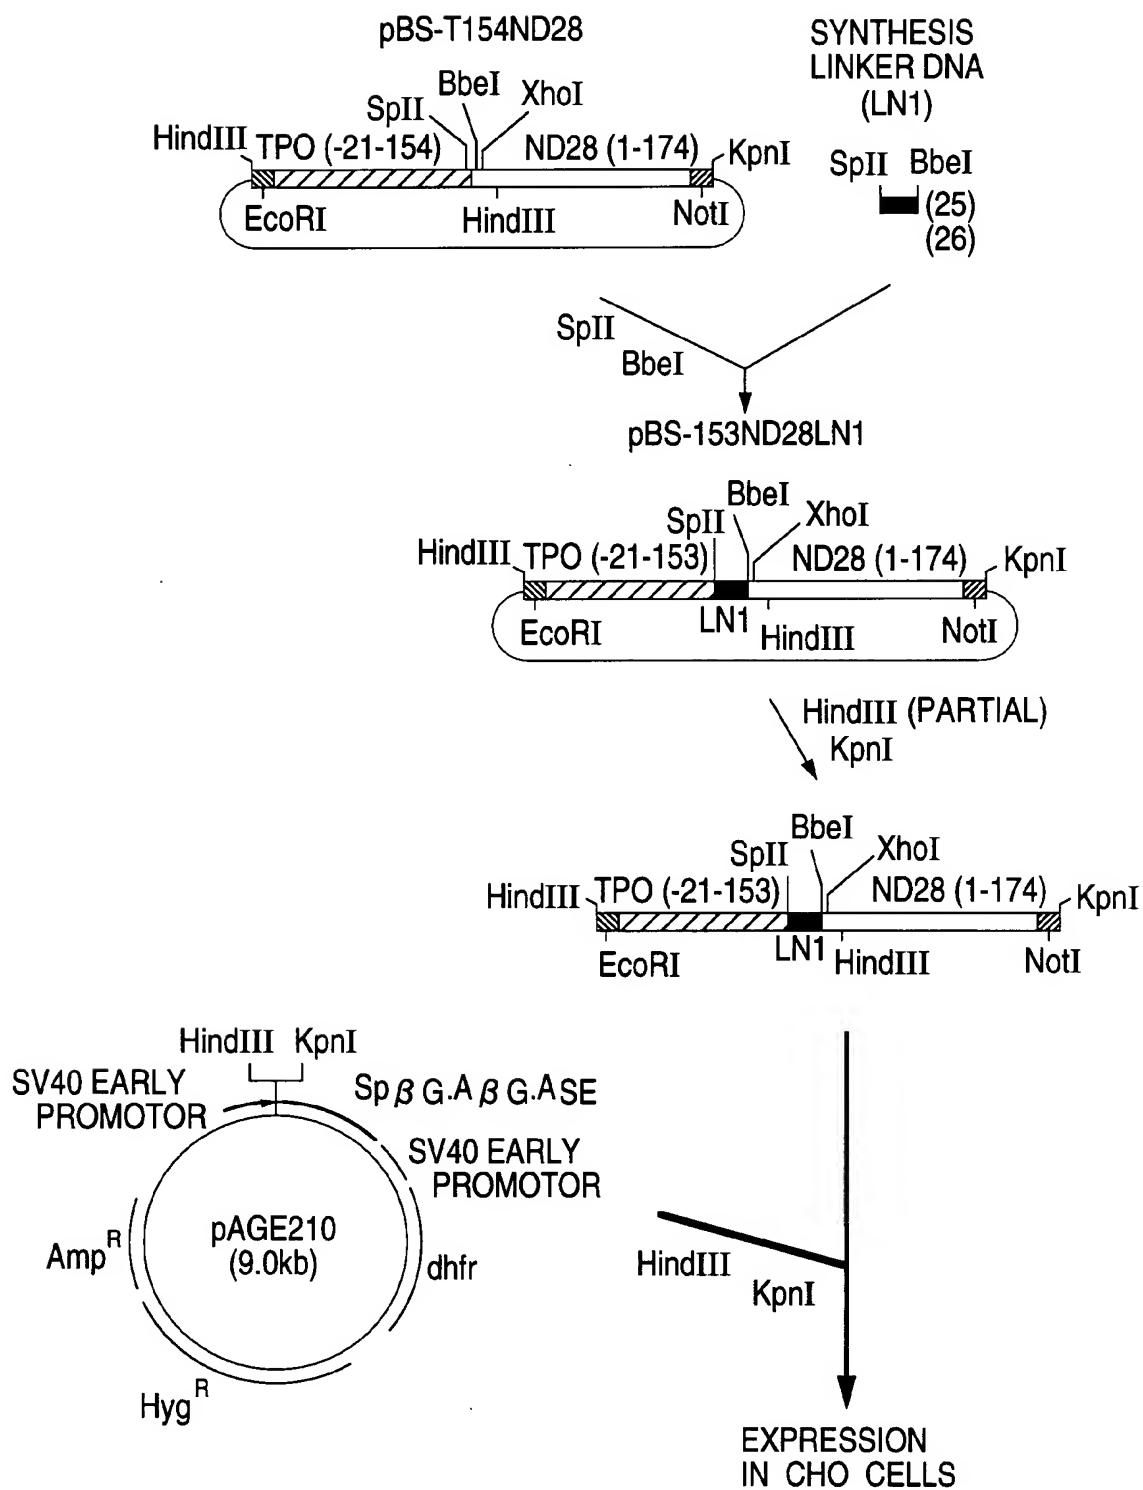 pBS-T154ND28
SYNTHESIS
LINKER DNA
(LN1)
BbeI
SpII
XhoI
HindIII
TPO (-21-154)
ND28 (1-174)
KpnI
EcoRI
HindIII
NotI
SpII
BbeI
(25)
(26)
SpII
BbeI
pBS-153ND28LN1
BbeI
SpII
XhoI
HindIII
TPO (-21-153)
ND28 (1-174)
KpnI
EcoRI
LN1
HindIII
NotI
HindIII (PARTIAL)
KpnI
BbeI
SpII
XhoI
HindIII
TPO (-21-153)
ND28 (1-174)
KpnI
EcoRI
LN1
HindIII
NotI
HindIII
KpnI
SV40 EARLY
PROMOTOR
Sp β G.A β G.A SE
SV40 EARLY
PROMOTOR
pAGE210
(9.0kb)
Amp R
dhfr
Hyg R
HindIII
KpnI
EXPRESSION
IN CHO CELLS